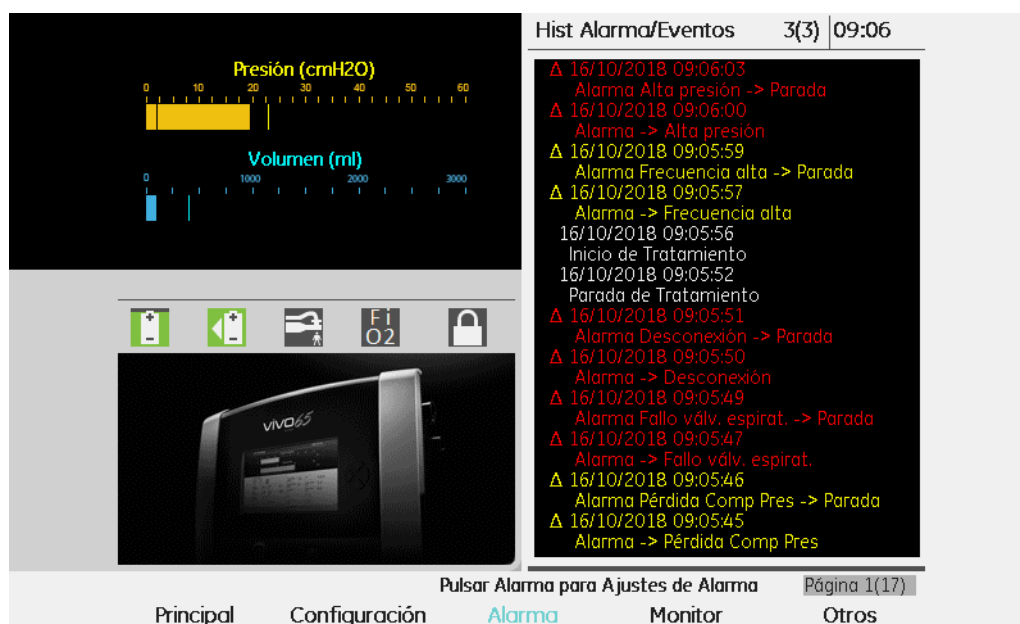 Presión (cmH2O)
0 10 20 30 40 50 60
Volumen (ml)
0 1000 2000 3000
Fi
O2
vivo65
Hist Alarma/Eventos 3(3) 09:06
Δ 16/10/2018 09:06:03
Alarma Alta presión -> Parada
Δ 16/10/2018 09:06:00
Alarma -> Alta presión
Δ 16/10/2018 09:05:59
Alarma Frecuencia alta -> Parada
Δ 16/10/2018 09:05:57
Alarma -> Frecuencia alta
16/10/2018 09:05:56
Inicio de Tratamiento
16/10/2018 09:05:52
Parada de Tratamiento
Δ 16/10/2018 09:05:51
Alarma Desconexión -> Parada
Δ 16/10/2018 09:05:50
Alarma -> Desconexión
Δ 16/10/2018 09:05:49
Alarma Fallo válv. espirat. -> Parada
Δ 16/10/2018 09:05:47
Alarma -> Fallo válv. espirat.
Δ 16/10/2018 09:05:46
Alarma Pérdida Comp Pres -> Parada
Δ 16/10/2018 09:05:45
Alarma -> Pérdida Comp Pres
Pulsar Alarma para Ajustes de Alarma Página 1(17)
Principal Configuración Alarma Monitor Otros